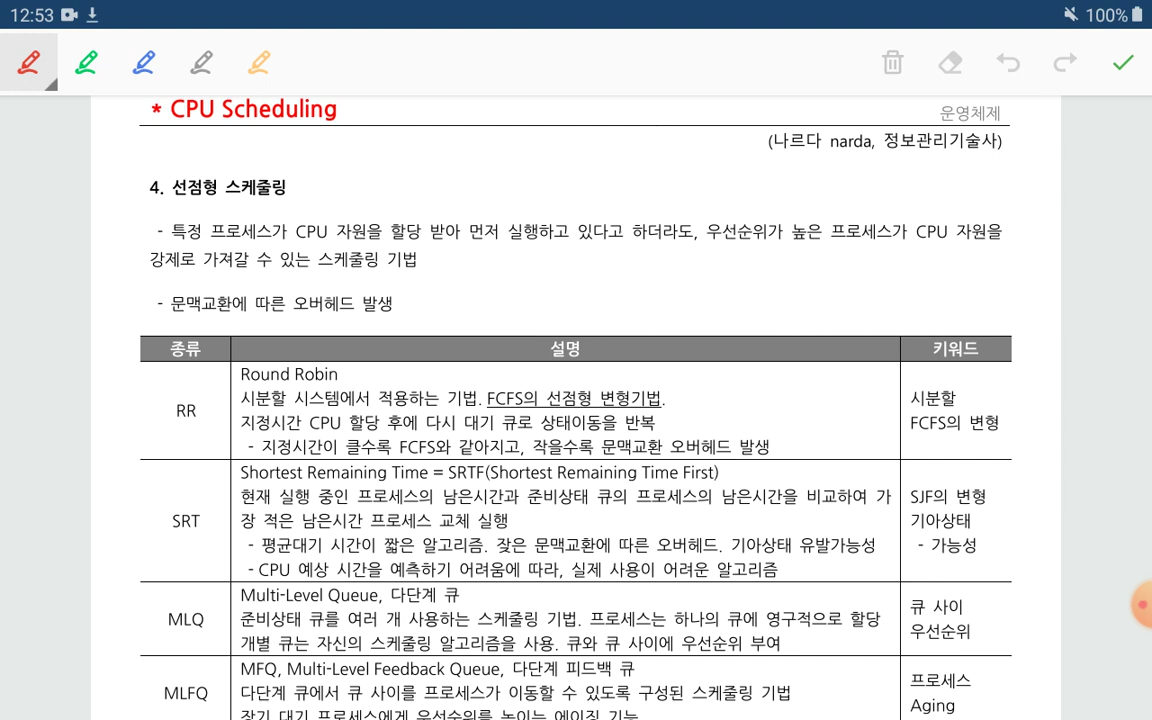 12:53
100%
* CPU Scheduling
운영체제
(나르다 narda, 정보관리기술사)
4. 선점형 스케줄링
- 특정 프로세스가 CPU 자원을 할당 받아 먼저 실행하고 있다고 하더라도, 우선순위가 높은 프로세스가 CPU 자원을
강제로 가져갈 수 있는 스케줄링 기법
- 문맥교환에 따른 오버헤드 발생
종류 설명 키워드
RR
Round Robin
시분할 시스템에서 적용하는 기법. FCFS의 선점형 변형기법.
지정시간 CPU 할당 후에 다시 대기 큐로 상태이동을 반복
- 지정시간이 클수록 FCFS와 같아지고, 작을수록 문맥교환 오버헤드 발생
시분할
FCFS의 변형
SRT
Shortest Remaining Time = SRTF(Shortest Remaining Time First)
현재 실행 중인 프로세스의 남은시간과 준비상태 큐의 프로세스의 남은시간을 비교하여 가
장 적은 남은시간 프로세스 교체 실행
- 평균대기 시간이 짧은 알고리즘. 잦은 문맥교환에 따른 오버헤드. 기아상태 유발가능성
- CPU 예상 시간을 예측하기 어려움에 따라, 실제 사용이 어려운 알고리즘
SJF의 변형
기아상태
- 가능성
MLQ
Multi-Level Queue, 다단계 큐
준비상태 큐를 여러 개 사용하는 스케줄링 기법. 프로세스는 하나의 큐에 영구적으로 할당
개별 큐는 자신의 스케줄링 알고리즘을 사용. 큐와 큐 사이에 우선순위 부여
큐 사이
우선순위
MLFQ
MFQ, Multi-Level Feedback Queue, 다단계 피드백 큐
다단계 큐에서 큐 사이를 프로세스가 이동할 수 있도록 구성된 스케줄링 기법
장기 대기 프로세스에게 우선순위를 높이는 에이징 기능
프로세스
Aging